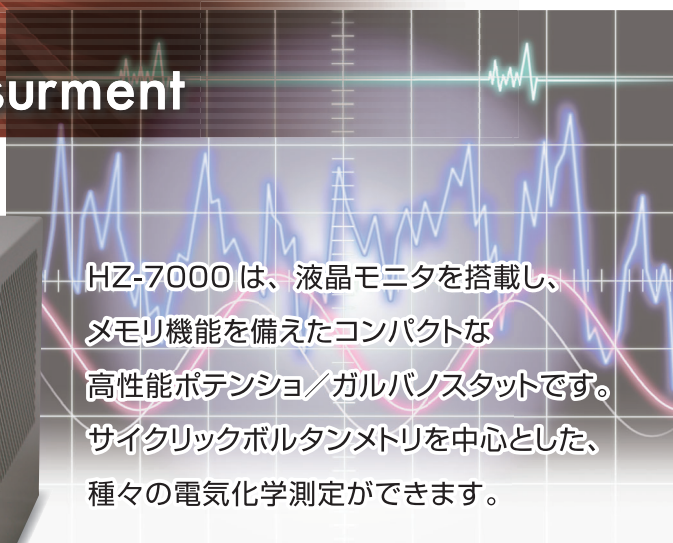 surment
HZ-7000 は、液晶モニタを搭載し、
メモリ機能を備えたコンパクトな
高性能ポテンショ／ガルバノスタットです。
サイクリックボルタンメトリを中心とした、
種々の電気化学測定ができます。